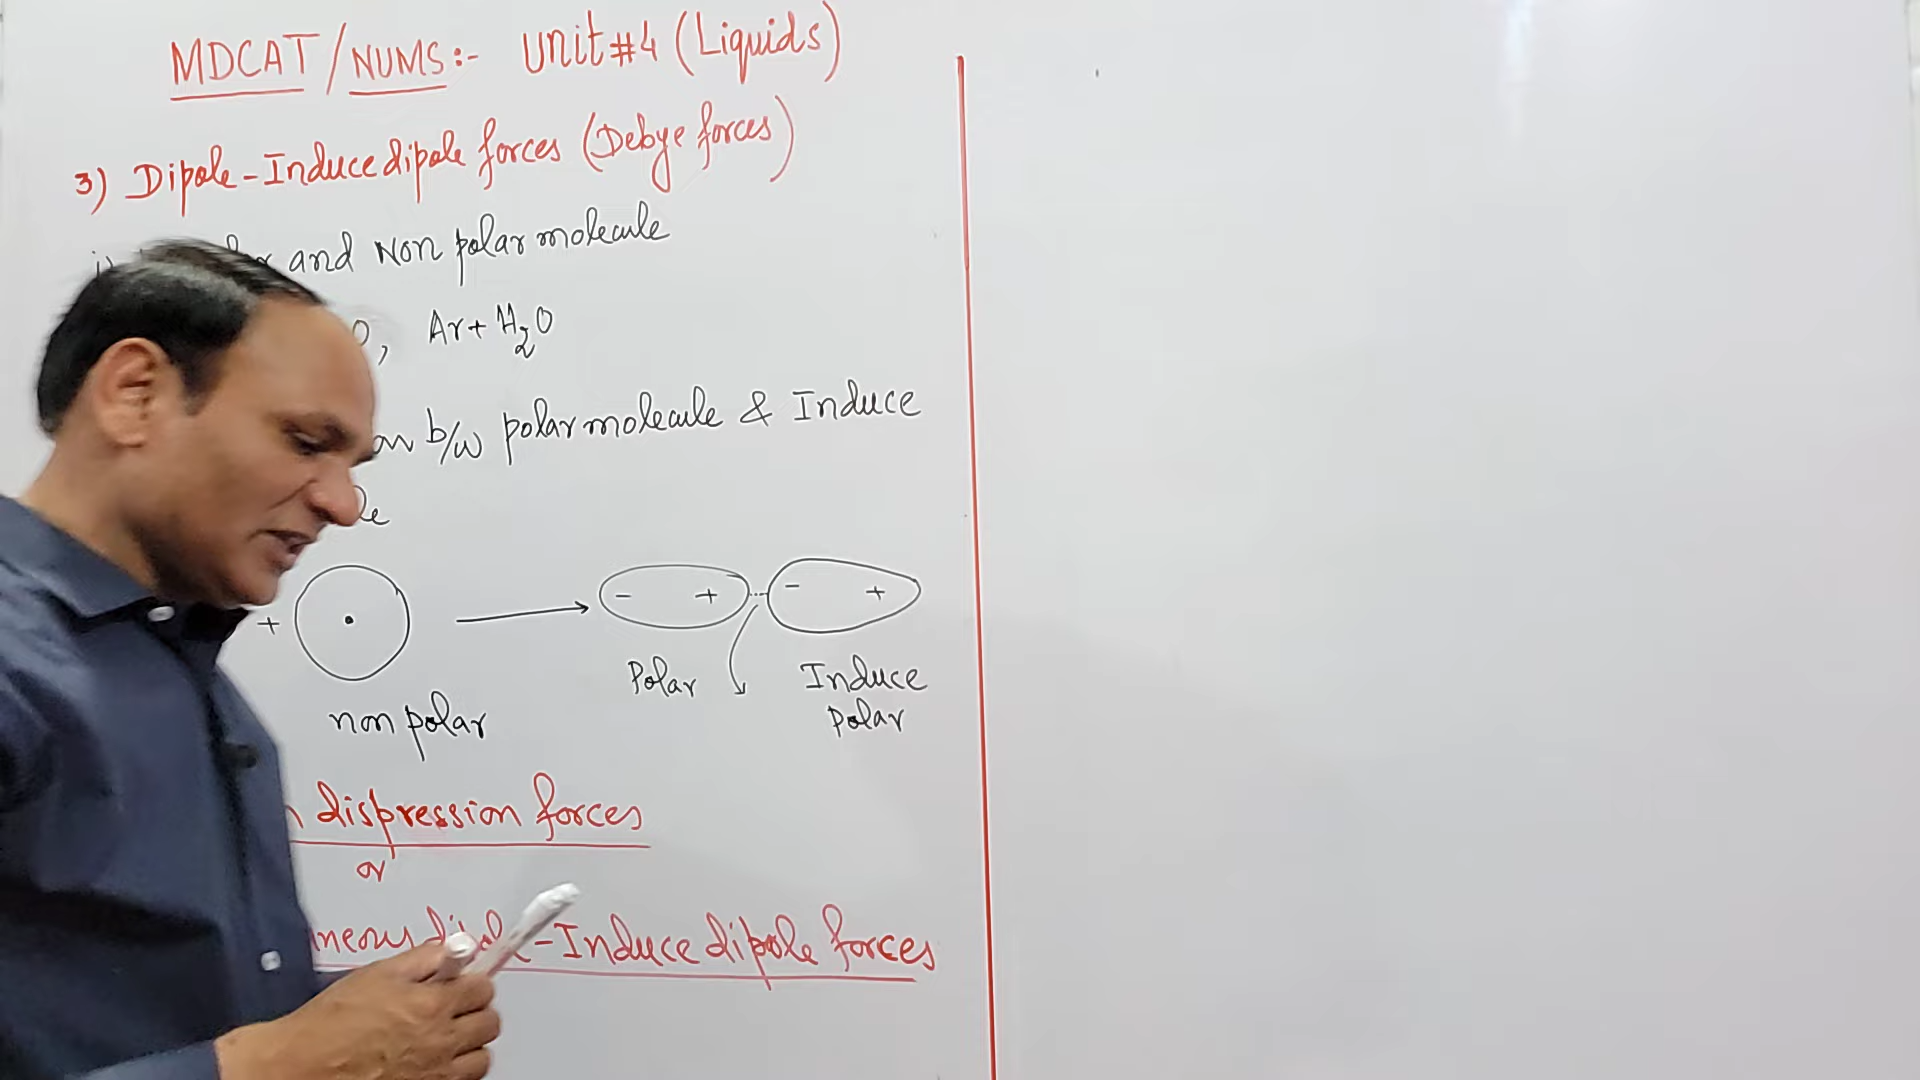 MDCAT/NUMS:- Unit#4 (Liquids)
3) Dipole-Induce dipole forces (Debye forces)
and Non polar molecule
, Ar+H2O
b/w polar molecule & Induce
- + - +
+
Polar Induce
polar
non polar
dispression forces
or
-Induce dipole forces